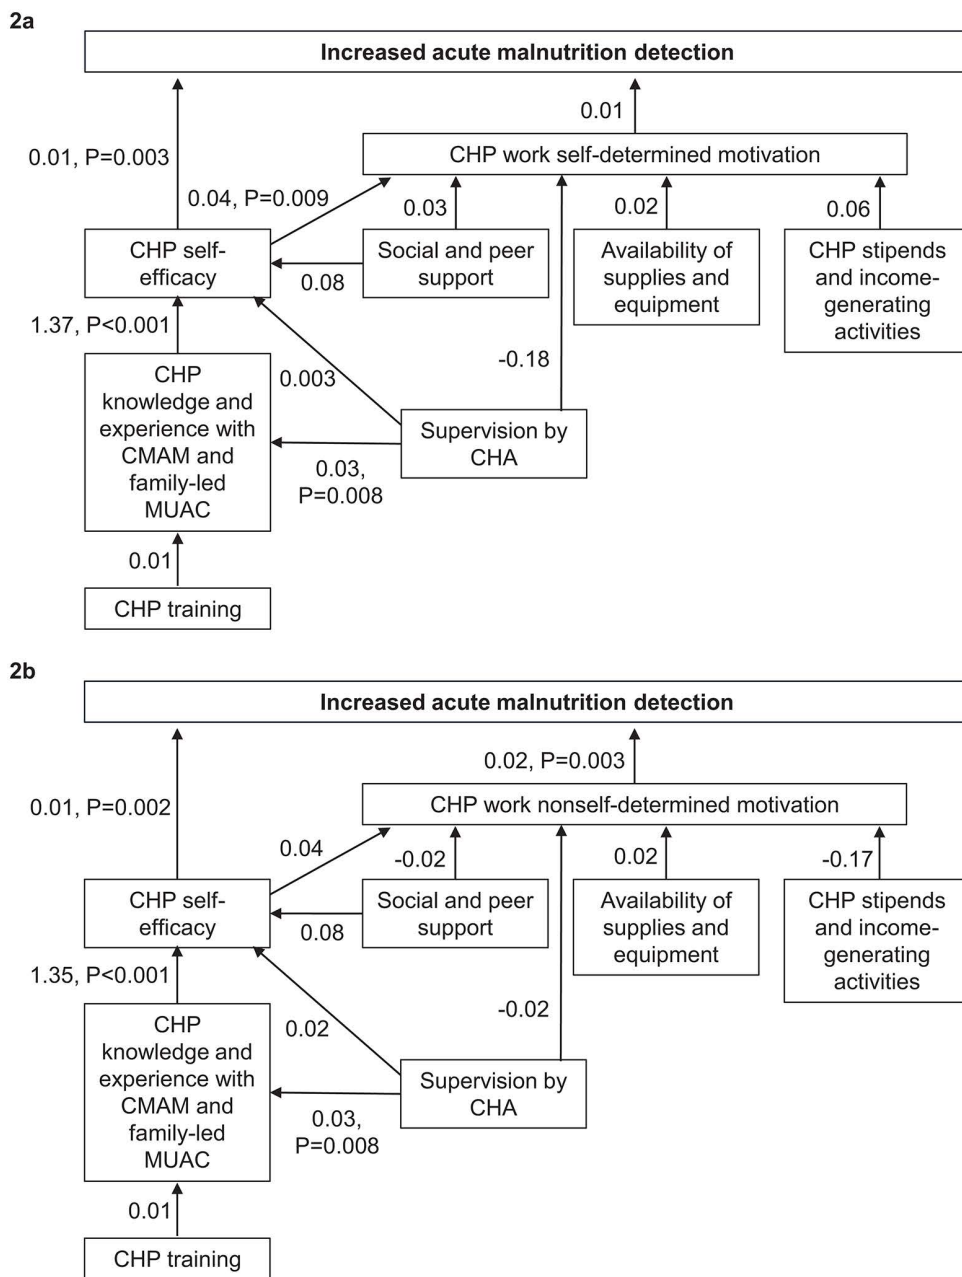 2a
Increased acute malnutrition detection
0.01
0.01, P=0.003
CHP work self-determined motivation
0.04, P=0.009
0.03
0.02
0.06
CHP self-
efficacy
0.08
Social and peer
support
Availability of
supplies and
equipment
CHP stipends
and income-
generating
activities
1.37, P<0.001
0.003
-0.18
CHP
knowledge and
experience with
CMAM and
family-led
MUAC
Supervision by
CHA
0.03,
P=0.008
0.01
CHP training
2b
Increased acute malnutrition detection
0.02, P=0.003
0.01, P=0.002
CHP work nonself-determined motivation
0.04
-0.02
0.02
-0.17
CHP self-
efficacy
0.08
Social and peer
support
Availability of
supplies and
equipment
CHP stipends
and income-
generating
activities
1.35, P<0.001
0.02
-0.02
CHP
knowledge and
experience with
CMAM and
family-led
MUAC
Supervision by
CHA
0.03,
P=0.008
0.01
CHP training